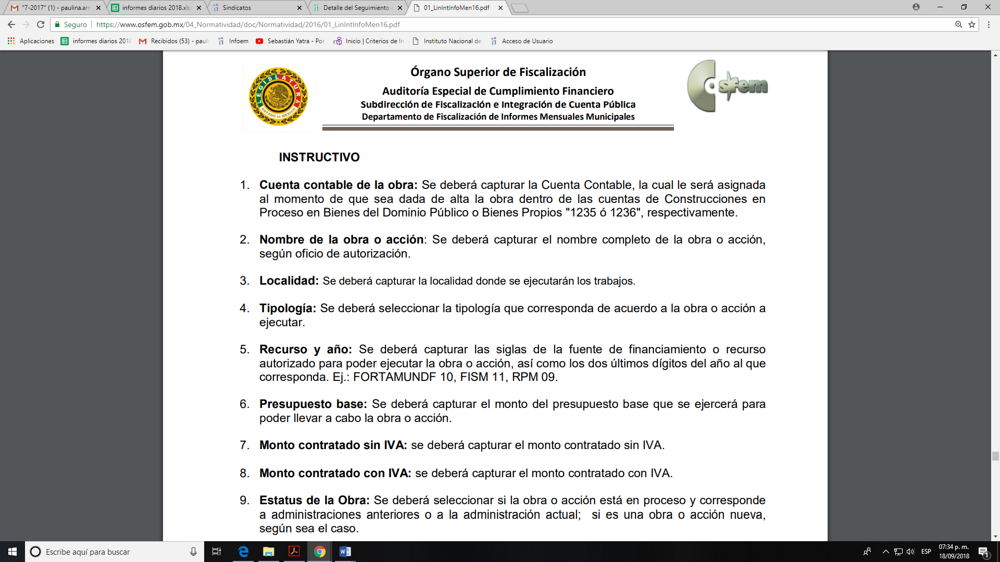 "7-2017" (1) - paulina.arri
informes diarios 2018.xlsx
Sindicatos
Detalle del Seguimiento
01_LinIntInfoMen16.pdf
Seguro
https://www.osfem.gob.mx/04_Normatividad/doc/Normatividad/2016/01_LinIntInfoMen16.pdf
Aplicaciones
informes diarios 2018
Recibidos (53) - pauli
Infoem
Sebastián Yatra - Por
Inicio | Criterios de In
Instituto Nacional de
Acceso de Usuario
LEGISLATURA
ESTADO DE MEXICO
Órgano Superior de Fiscalización
Auditoría Especial de Cumplimiento Financiero
Subdirección de Fiscalización e Integración de Cuenta Pública
Departamento de Fiscalización de Informes Mensuales Municipales
Osfem
INSTRUCTIVO
1. Cuenta contable de la obra: Se deberá capturar la Cuenta Contable, la cual le será asignada
al momento de que sea dada de alta la obra dentro de las cuentas de Construcciones en
Proceso en Bienes del Dominio Público o Bienes Propios "1235 ó 1236", respectivamente.
2. Nombre de la obra o acción: Se deberá capturar el nombre completo de la obra o acción,
según oficio de autorización.
3. Localidad: Se deberá capturar la localidad donde se ejecutarán los trabajos.
4. Tipología: Se deberá seleccionar la tipología que corresponda de acuerdo a la obra o acción a
ejecutar.
5. Recurso y año: Se deberá capturar las siglas de la fuente de financiamiento o recurso
autorizado para poder ejecutar la obra o acción, así como los dos últimos dígitos del año al que
corresponda. Ej.: FORTAMUNDF 10, FISM 11, RPM 09.
6. Presupuesto base: Se deberá capturar el monto del presupuesto base que se ejercerá para
poder llevar a cabo la obra o acción.
7. Monto contratado sin IVA: se deberá capturar el monto contratado sin IVA.
8. Monto contratado con IVA: se deberá capturar el monto contratado con IVA.
9. Estatus de la Obra: Se deberá seleccionar si la obra o acción está en proceso y corresponde
a administraciones anteriores o a la administración actual; si es una obra o acción nueva,
según sea el caso.
Escribe aquí para buscar
ESP
07:34 p. m.
18/09/2018
1